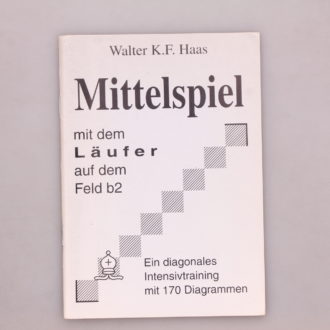 Walter K.F. Haas
Mittelspiel
mit dem
Läufer
auf dem
Feld b2
Ein diagonales
Intensivtraining
mit 170 Diagrammen